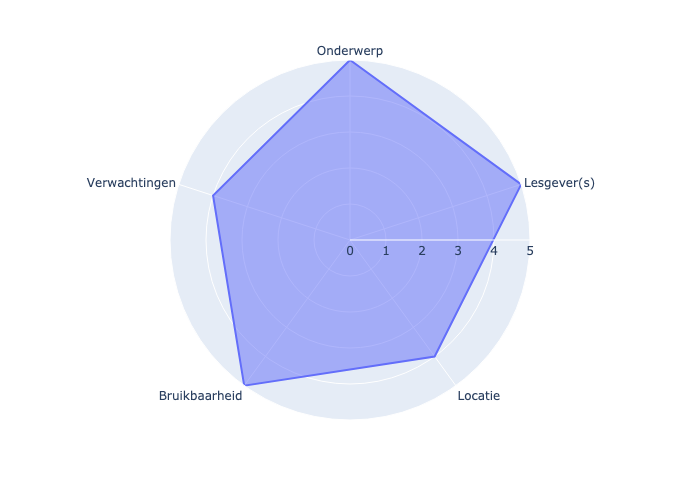 Onderwerp
Verwachtingen
Lesgever(s)
0 1 2 3 4 5
Bruikbaarheid
Locatie